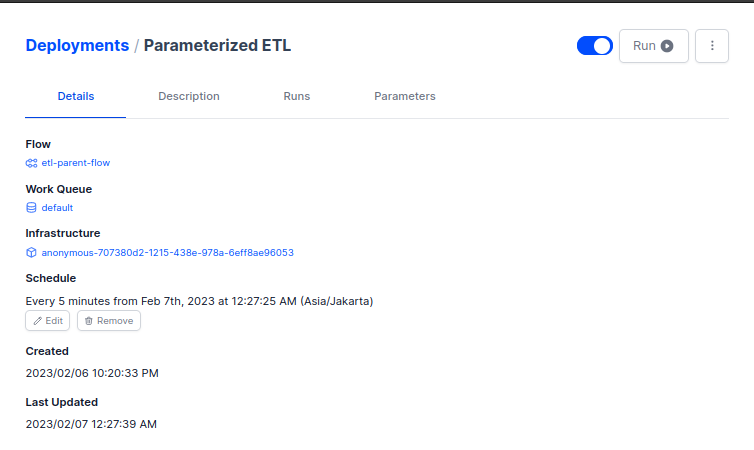 Deployments / Parameterized ETL
Run
Details Description Runs Parameters
Flow
etl-parent-flow
Work Queue
default
Infrastructure
anonymous-707380d2-1215-438e-978a-6eff8ae96053
Schedule
Every 5 minutes from Feb 7th, 2023 at 12:27:25 AM (Asia/Jakarta)
Edit Remove
Created
2023/02/06 10:20:33 PM
Last Updated
2023/02/07 12:27:39 AM